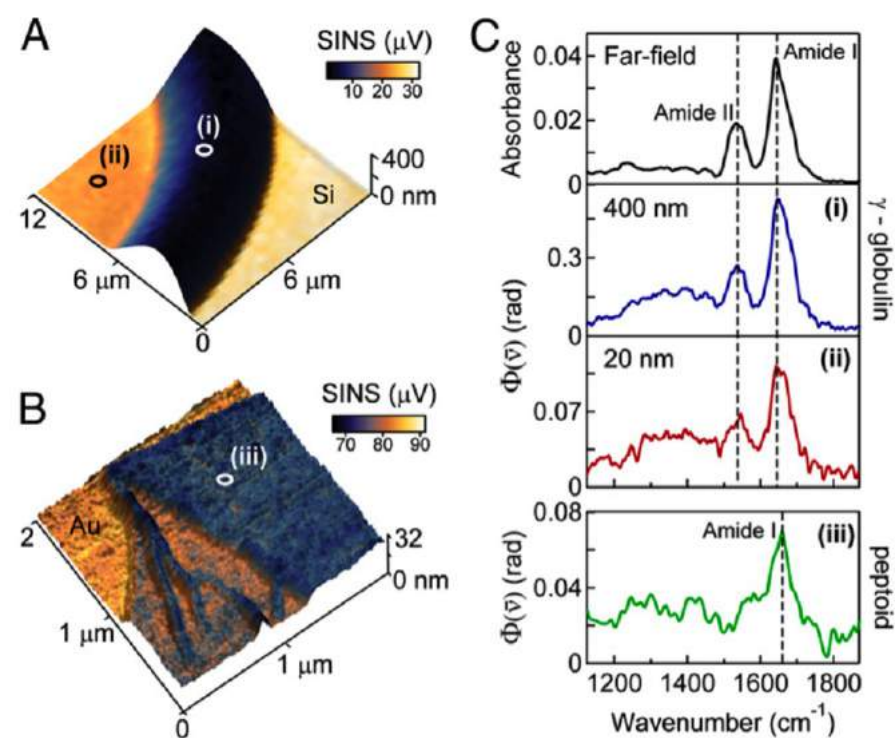 A
SINS (μV)
10 20 30
(i)
(ii)
400
0 nm
Si
12
6 μm
6 μm
0
B
SINS (μV)
70 80 90
(iii)
Au
2
32
0 nm
1 μm
1 μm
0
C
Absorbance
0.04
0.02
0
Far-field
Amide I
Amide II
Φ(ν̄) (rad)
0.3
0
400 nm
(i)
γ - globulin
Φ(ν̄) (rad)
0.07
0
20 nm
(ii)
Φ(ν̄) (rad)
0.08
0.04
0
Amide I
(iii)
peptoid
1200 1400 1600 1800
Wavenumber (cm⁻¹)